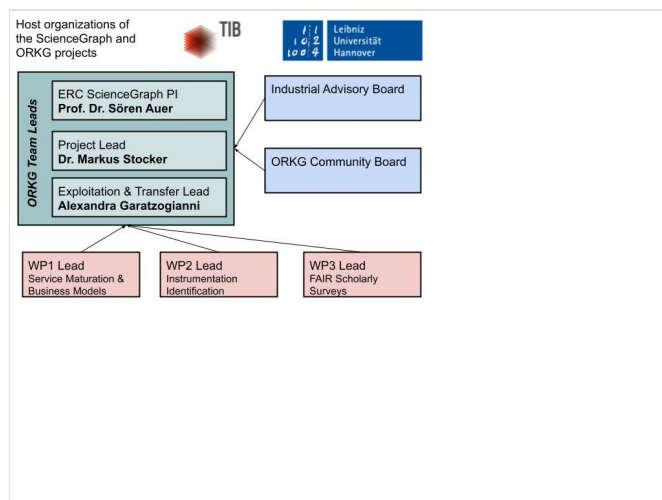 Host organizations of
the ScienceGraph and
ORKG projects
TIB
Leibniz
Universität
Hannover
ORKG Team Leads
ERC ScienceGraph PI
Prof. Dr. Sören Auer
Project Lead
Dr. Markus Stocker
Exploitation & Transfer Lead
Alexandra Garatzogianni
Industrial Advisory Board
ORKG Community Board
WP1 Lead
Service Maturation &
Business Models
WP2 Lead
Instrumentation
Identification
WP3 Lead
FAIR Scholarly
Surveys